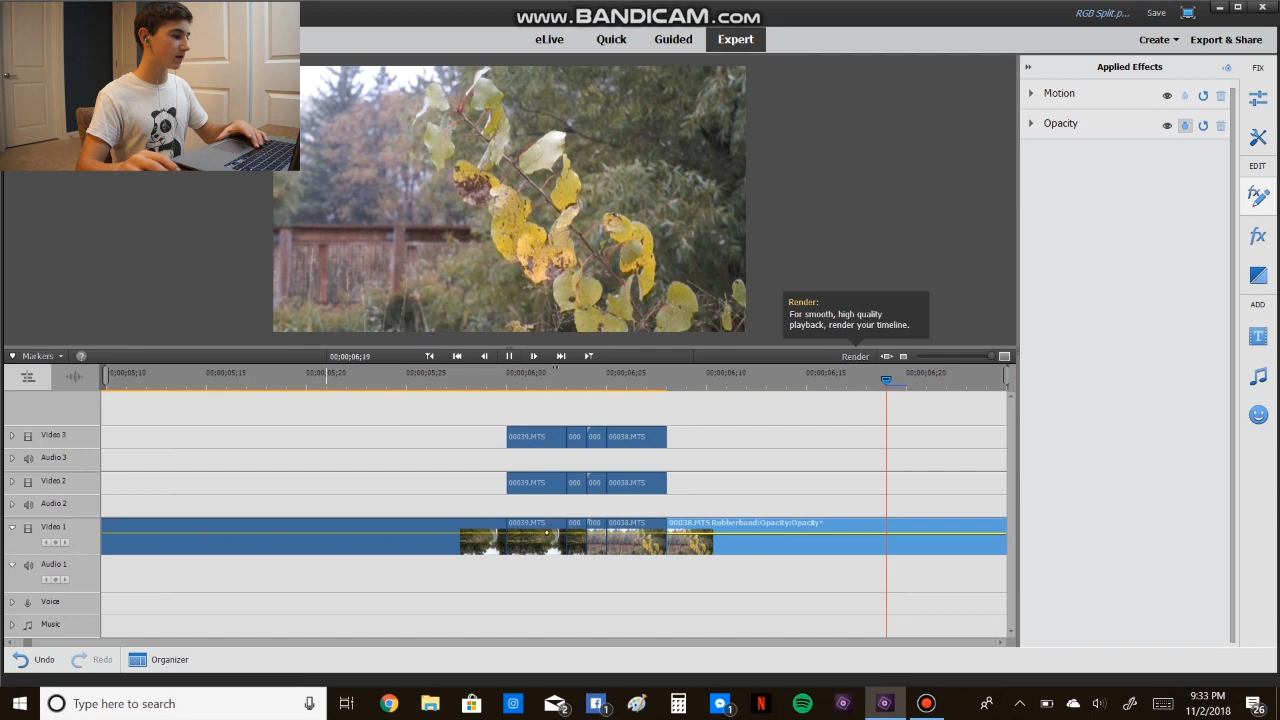 www.BANDICAM.com
RGB Split.p... Save
eLive Quick Guided Expert
Create Export & Share
Applied Effects
FIX
Motion
Opacity
EDIT
ADD
Render:
For smooth, high quality
playback, render your timeline.
Markers
00;00;06;19
Render
00;00;05;10 00;00;05;15 00;00;05;20 00;00;05;25 00;00;06;00 00;00;06;05 00;00;06;10 00;00;06;15 00;00;06;20
Video 3
00039.MTS 000 000 00038.MTS
Audio 3
Video 2
00039.MTS 000 000 00038.MTS
Audio 2
Video 1
00039.MTS 000 000 00038.MTS 00038.MTS Rubberband:Opacity:Opacity
Audio 1
Voice
Music
Undo Redo Organizer
Type here to search
2 1 1
9:33 PM
11/2/2018
26